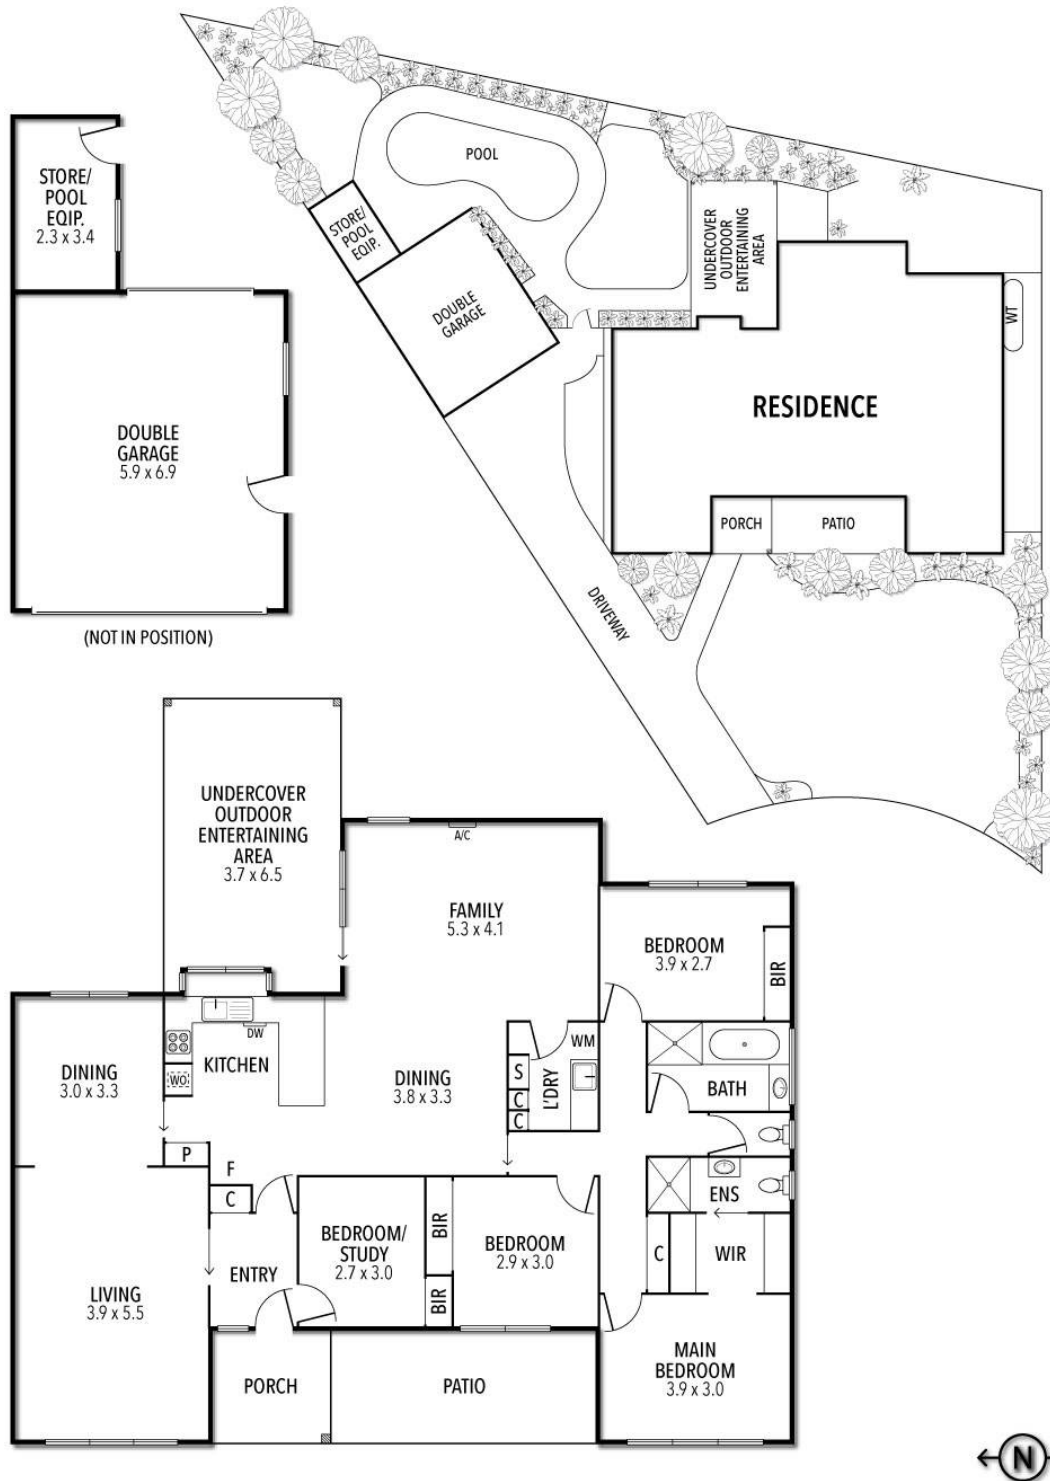 STORE/
POOL
EQIP.
2.3 x 3.4
DOUBLE
GARAGE
5.9 x 6.9
(NOT IN POSITION)
POOL
STORE/
POOL
EQIP.
DOUBLE
GARAGE
UNDERCOVER
OUTDOOR
ENTERTAINING
AREA
WT
RESIDENCE
PORCH
PATIO
DRIVEWAY
UNDERCOVER
OUTDOOR
ENTERTAINING
AREA
3.7 x 6.5
A/C
FAMILY
5.3 x 4.1
BEDROOM
3.9 x 2.7
BIR
DINING
3.0 x 3.3
DW
KITCHEN
WO
DINING
3.8 x 3.3
S
C
C
L'DRY
WM
BATH
P
F
C
ENTRY
BEDROOM/
STUDY
2.7 x 3.0
BIR
BIR
BEDROOM
2.9 x 3.0
ENS
C
WIR
LIVING
3.9 x 5.5
PORCH
PATIO
MAIN
BEDROOM
3.9 x 3.0
N